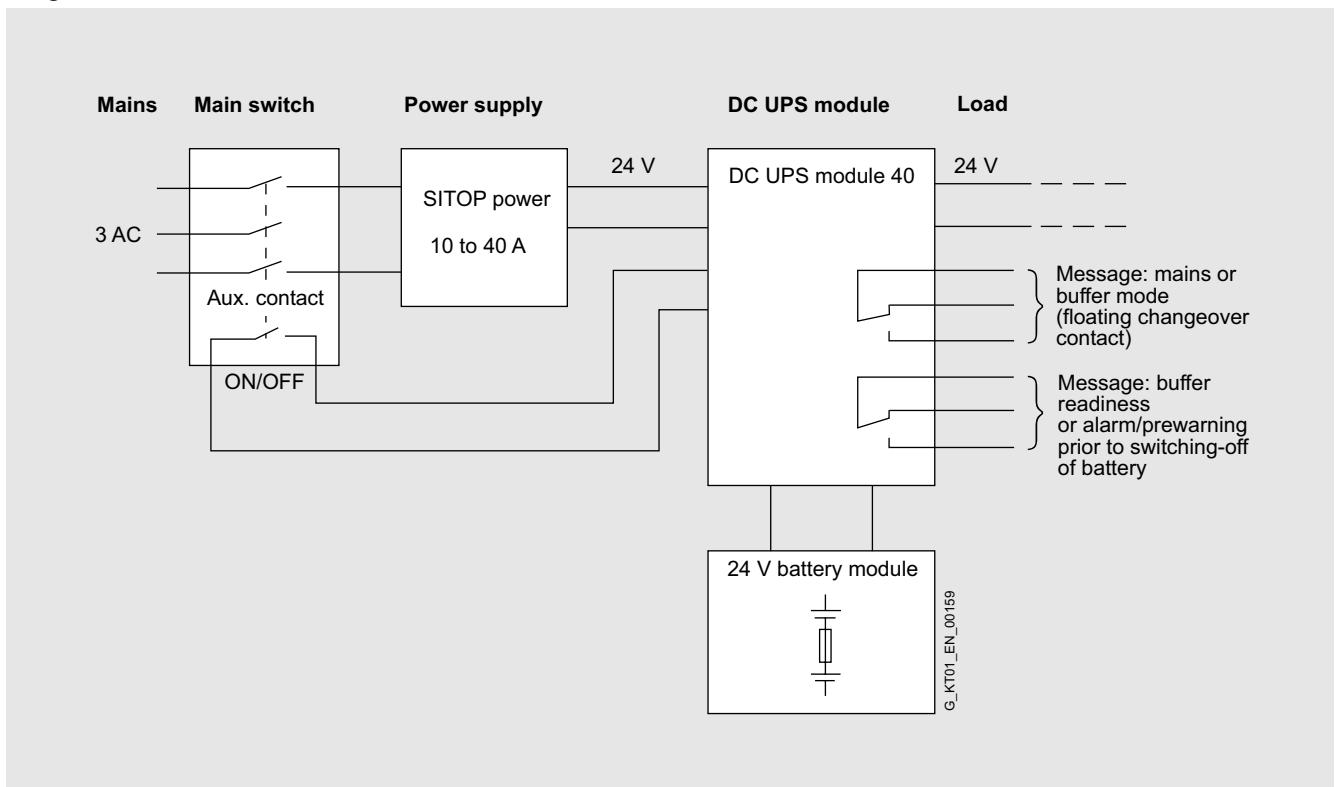 Mains
Main switch
Power supply
DC UPS module
Load
3 AC
Aux. contact
ON/OFF
SITOP power
10 to 40 A
24 V
DC UPS module 40
24 V
Message: mains or
buffer mode
(floating changeover
contact)
Message: buffer
readiness
or alarm/prewarning
prior to switching-off
of battery
24 V battery module
G_KT01_EN_00159